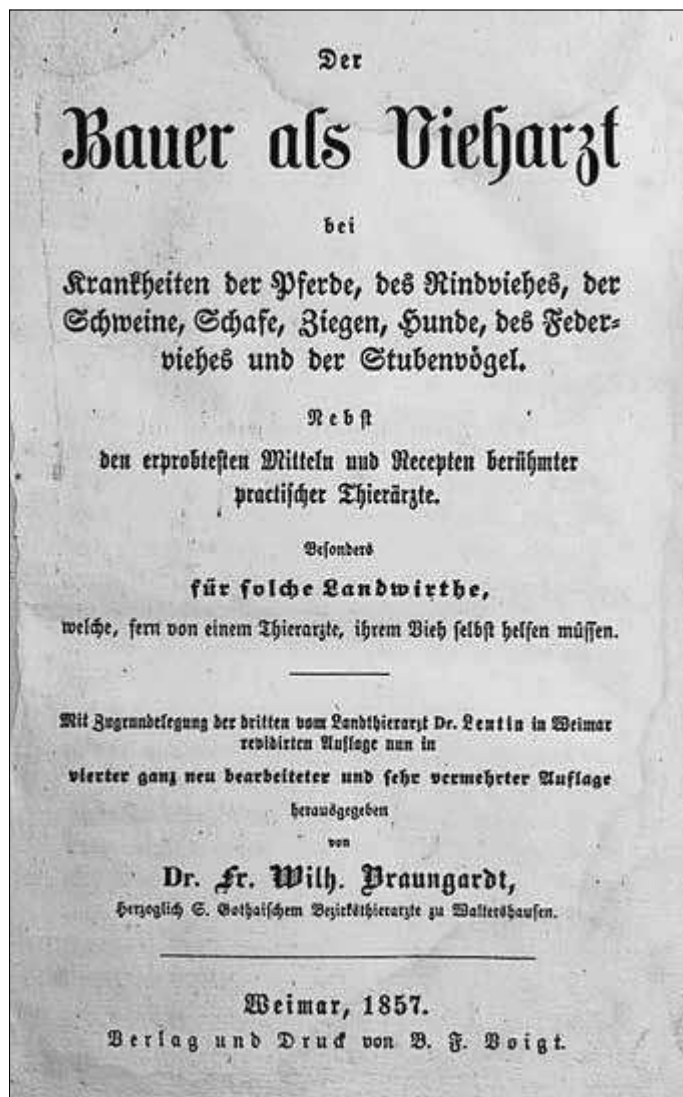 Der
Bauer als Vieharzt
bei
Krankheiten der Pferde, des Rindviehes, der
Schweine, Schafe, Ziegen, Hunde, des Feder-
viehes und der Stubenvögel.
Nebst
den erprobtesten Mitteln und Recepten berühmter
practischer Thierärzte.
Besonders
für solche Landwirthe,
welche, fern von einem Thierarzte, ihrem Vieh selbst helfen müssen.
Mit Zugrundelegung der dritten vom Landthierarzt Dr. Lentin in Weimar
revidirten Auflage nun in
vierter ganz neu bearbeiteter und sehr vermehrter Auflage
herausgegeben
von
Dr. Fr. Wilh. Braungardt,
Herzoglich S. Gothaischem Bezirksthierarzte zu Waltershausen.
Weimar, 1857.
Verlag und Druck von B. F. Voigt.